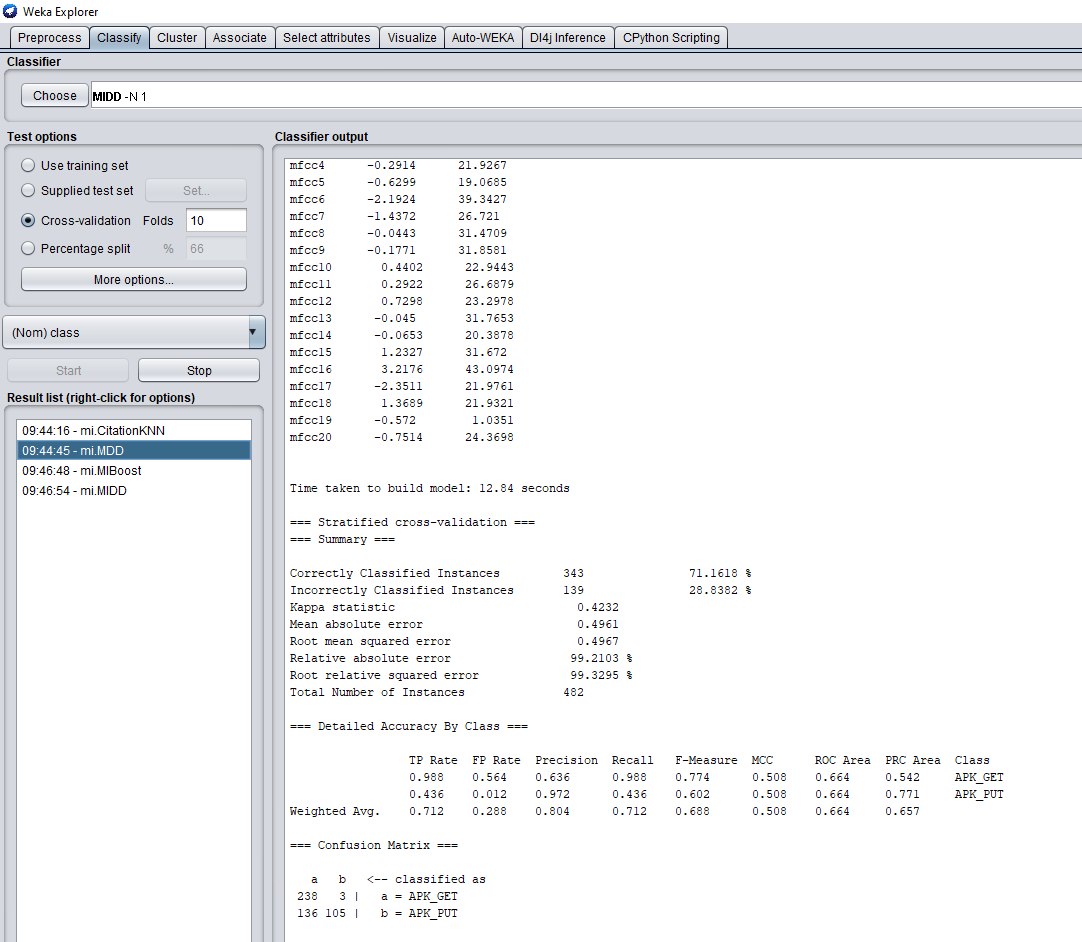 Weka Explorer
Preprocess Classify Cluster Associate Select attributes Visualize Auto-WEKA Dl4j Inference CPython Scripting
Classifier
Choose MIDD -N 1
Test options
Use training set
Supplied test set Set...
Cross-validation Folds 10
Percentage split % 66
More options...
(Nom) class
Start Stop
Result list (right-click for options)
09:44:16 - mi.CitationKNN
09:44:45 - mi.MDD
09:46:48 - mi.MIBoost
09:46:54 - mi.MIDD
Classifier output
mfcc4 -0.2914 21.9267
mfcc5 -0.6299 19.0685
mfcc6 -2.1924 39.3427
mfcc7 -1.4372 26.721
mfcc8 -0.0443 31.4709
mfcc9 -0.1771 31.8581
mfcc10 0.4402 22.9443
mfcc11 0.2922 26.6879
mfcc12 0.7298 23.2978
mfcc13 -0.045 31.7653
mfcc14 -0.0653 20.3878
mfcc15 1.2327 31.672
mfcc16 3.2176 43.0974
mfcc17 -2.3511 21.9761
mfcc18 1.3689 21.9321
mfcc19 -0.572 1.0351
mfcc20 -0.7514 24.3698
Time taken to build model: 12.84 seconds
=== Stratified cross-validation ===
=== Summary ===
Correctly Classified Instances 343 71.1618 %
Incorrectly Classified Instances 139 28.8382 %
Kappa statistic 0.4232
Mean absolute error 0.4961
Root mean squared error 0.4967
Relative absolute error 99.2103 %
Root relative squared error 99.3295 %
Total Number of Instances 482
=== Detailed Accuracy By Class ===
TP Rate FP Rate Precision Recall F-Measure MCC ROC Area PRC Area Class
0.988 0.564 0.636 0.988 0.774 0.508 0.664 0.542 APK_GET
0.436 0.012 0.972 0.436 0.602 0.508 0.664 0.771 APK_PUT
Weighted Avg. 0.712 0.288 0.804 0.712 0.688 0.508 0.664 0.657
=== Confusion Matrix ===
a b <-- classified as
238 3 | a = APK_GET
136 105 | b = APK_PUT